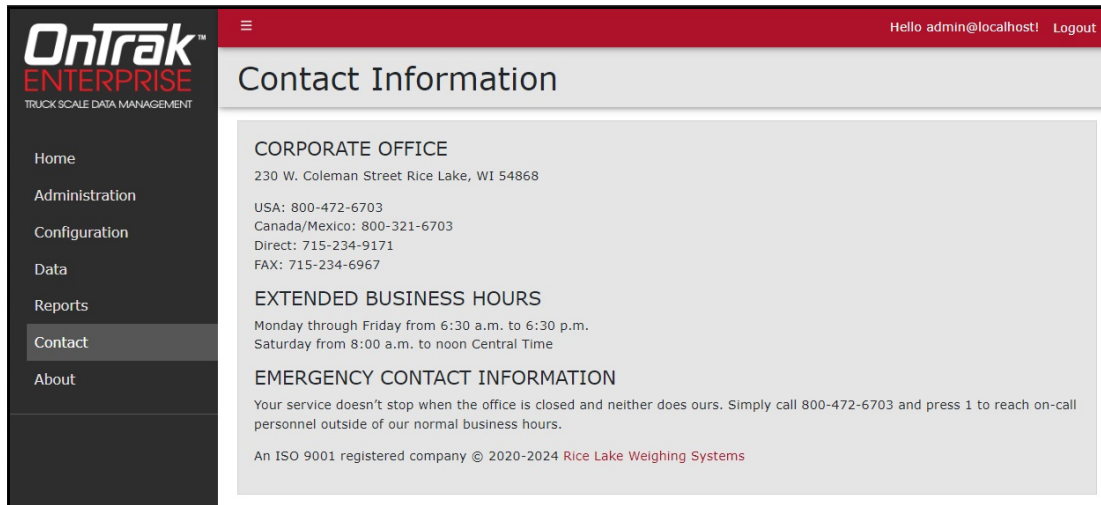 OnTrak™
ENTERPRISE
TRUCK SCALE DATA MANAGEMENT
Home
Administration
Configuration
Data
Reports
Contact
About
Hello admin@localhost! Logout
Contact Information
CORPORATE OFFICE
230 W. Coleman Street Rice Lake, WI 54868
USA: 800-472-6703
Canada/Mexico: 800-321-6703
Direct: 715-234-9171
FAX: 715-234-6967
EXTENDED BUSINESS HOURS
Monday through Friday from 6:30 a.m. to 6:30 p.m.
Saturday from 8:00 a.m. to noon Central Time
EMERGENCY CONTACT INFORMATION
Your service doesn’t stop when the office is closed and neither does ours. Simply call 800-472-6703 and press 1 to reach on-call
personnel outside of our normal business hours.
An ISO 9001 registered company © 2020-2024 Rice Lake Weighing Systems